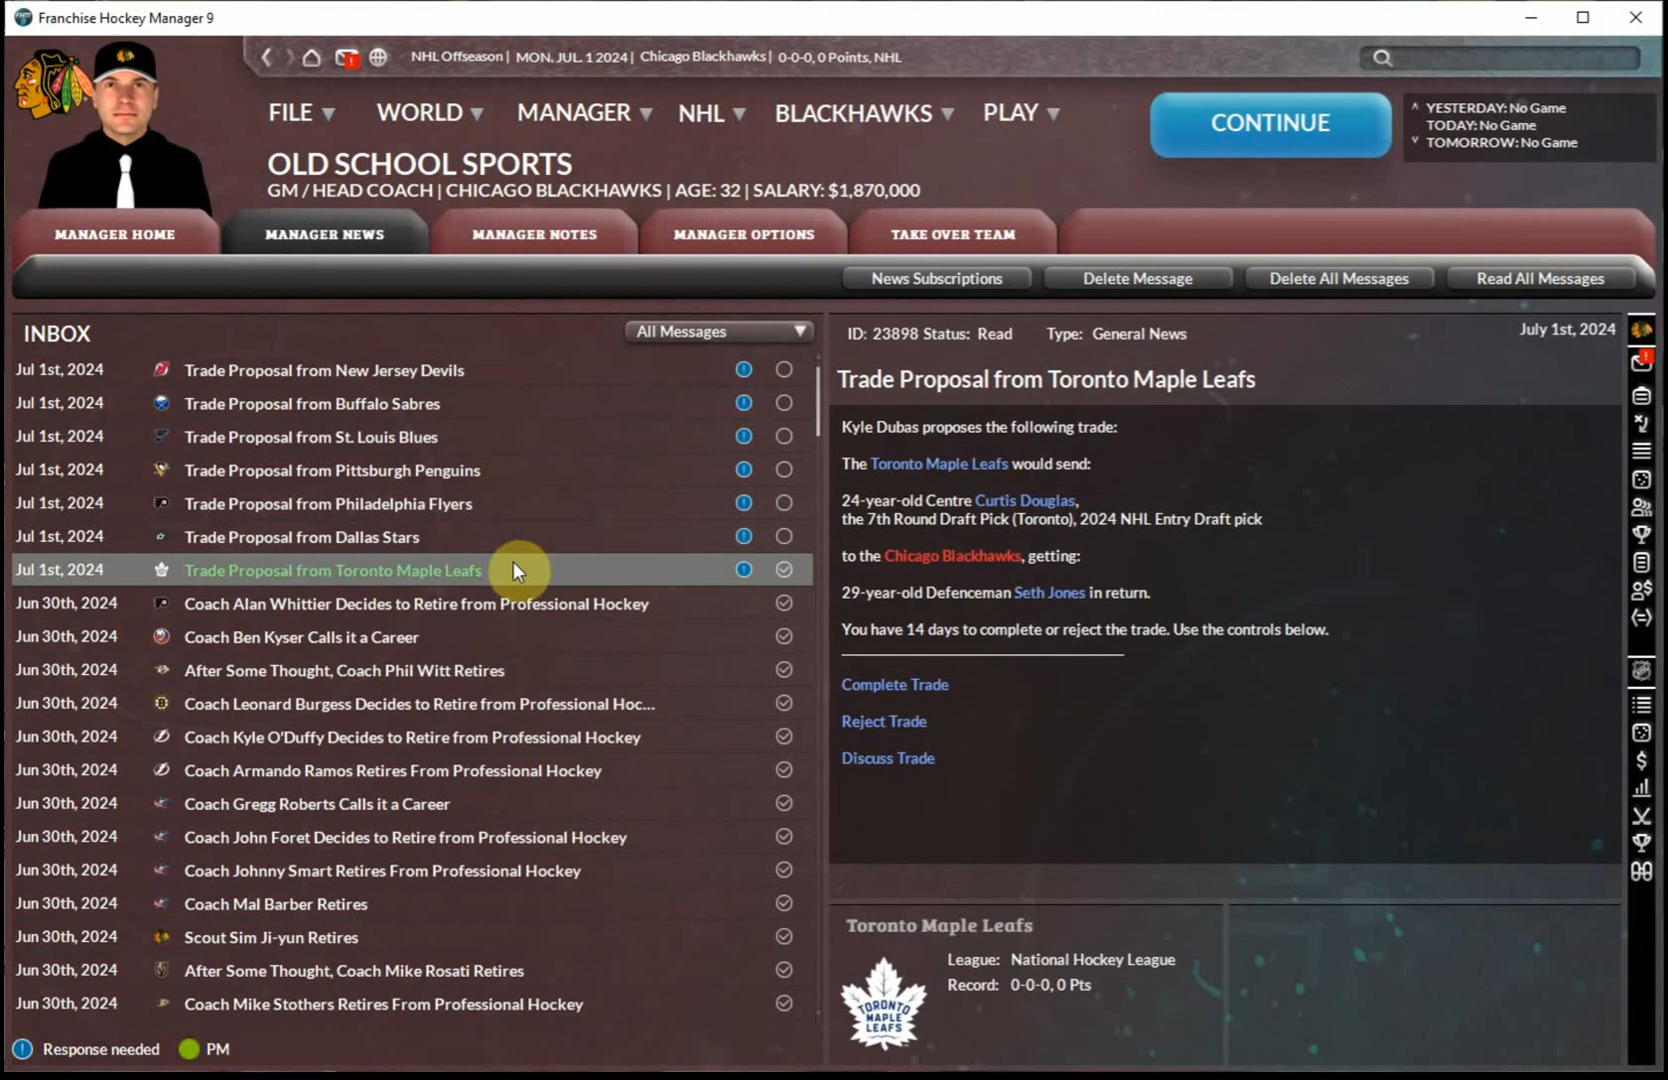 Franchise Hockey Manager 9
NHL Offseason | MON. JUL. 1 2024 | Chicago Blackhawks | 0-0-0, 0 Points, NHL
FILE WORLD MANAGER NHL BLACKHAWKS PLAY
CONTINUE
YESTERDAY: No Game
TODAY: No Game
TOMORROW: No Game
OLD SCHOOL SPORTS
GM / HEAD COACH | CHICAGO BLACKHAWKS | AGE: 32 | SALARY: $1,870,000
MANAGER HOME MANAGER NEWS MANAGER NOTES MANAGER OPTIONS TAKE OVER TEAM
News Subscriptions Delete Message Delete All Messages Read All Messages
INBOX All Messages
Jul 1st, 2024 Trade Proposal from New Jersey Devils
Jul 1st, 2024 Trade Proposal from Buffalo Sabres
Jul 1st, 2024 Trade Proposal from St. Louis Blues
Jul 1st, 2024 Trade Proposal from Pittsburgh Penguins
Jul 1st, 2024 Trade Proposal from Philadelphia Flyers
Jul 1st, 2024 Trade Proposal from Dallas Stars
Jul 1st, 2024 Trade Proposal from Toronto Maple Leafs
Jun 30th, 2024 Coach Alan Whittier Decides to Retire from Professional Hockey
Jun 30th, 2024 Coach Ben Kyser Calls it a Career
Jun 30th, 2024 After Some Thought, Coach Phil Witt Retires
Jun 30th, 2024 Coach Leonard Burgess Decides to Retire from Professional Hoc...
Jun 30th, 2024 Coach Kyle O'Duffy Decides to Retire from Professional Hockey
Jun 30th, 2024 Coach Armando Ramos Retires From Professional Hockey
Jun 30th, 2024 Coach Gregg Roberts Calls it a Career
Jun 30th, 2024 Coach John Foret Decides to Retire from Professional Hockey
Jun 30th, 2024 Coach Johnny Smart Retires From Professional Hockey
Jun 30th, 2024 Coach Mal Barber Retires
Jun 30th, 2024 Scout Sim Ji-yun Retires
Jun 30th, 2024 After Some Thought, Coach Mike Rosati Retires
Jun 30th, 2024 Coach Mike Stothers Retires From Professional Hockey
Response needed PM
ID: 23898 Status: Read Type: General News July 1st, 2024
Trade Proposal from Toronto Maple Leafs
Kyle Dubas proposes the following trade:
The Toronto Maple Leafs would send:
24-year-old Centre Curtis Douglas,
the 7th Round Draft Pick (Toronto), 2024 NHL Entry Draft pick
to the Chicago Blackhawks, getting:
29-year-old Defenceman Seth Jones in return.
You have 14 days to complete or reject the trade. Use the controls below.
Complete Trade
Reject Trade
Discuss Trade
Toronto Maple Leafs
League: National Hockey League
Record: 0-0-0, 0 Pts
TORONTO
MAPLE
LEAFS